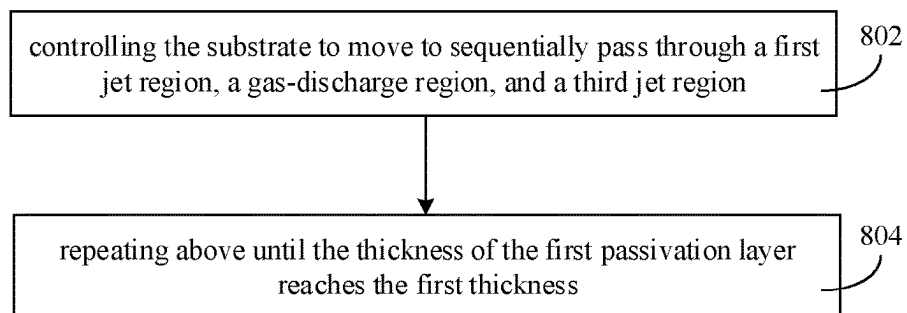 controlling the substrate to move to sequentially pass through a first
jet region, a gas-discharge region, and a third jet region
802
repeating above until the thickness of the first passivation layer
reaches the first thickness
804